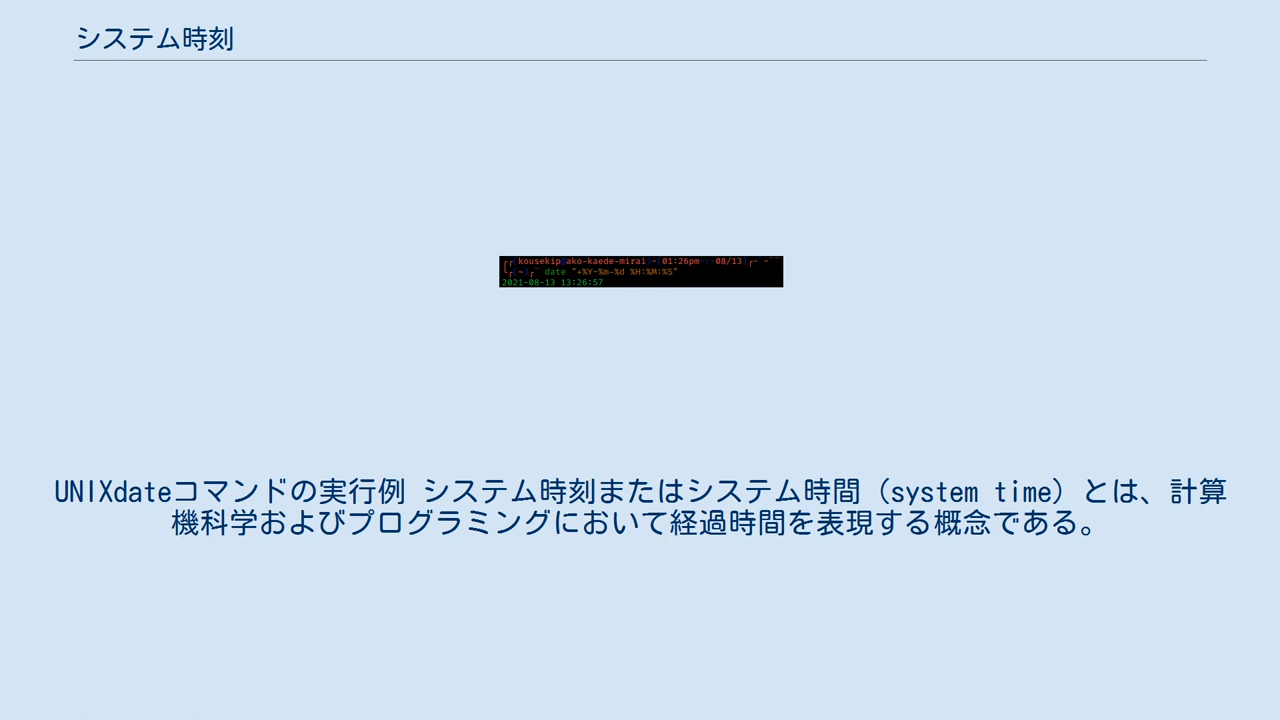 システム時刻
kousekip@ako-kaede-mirai)-(01:26pm : 08/13)
(~) date "+%Y-%m-%d %H:%M:%S"
2021-08-13 13:26:57
UNIXdateコマンドの実行例 システム時刻またはシステム時間（system time）とは、計算
機科学およびプログラミングにおいて経過時間を表現する概念である。